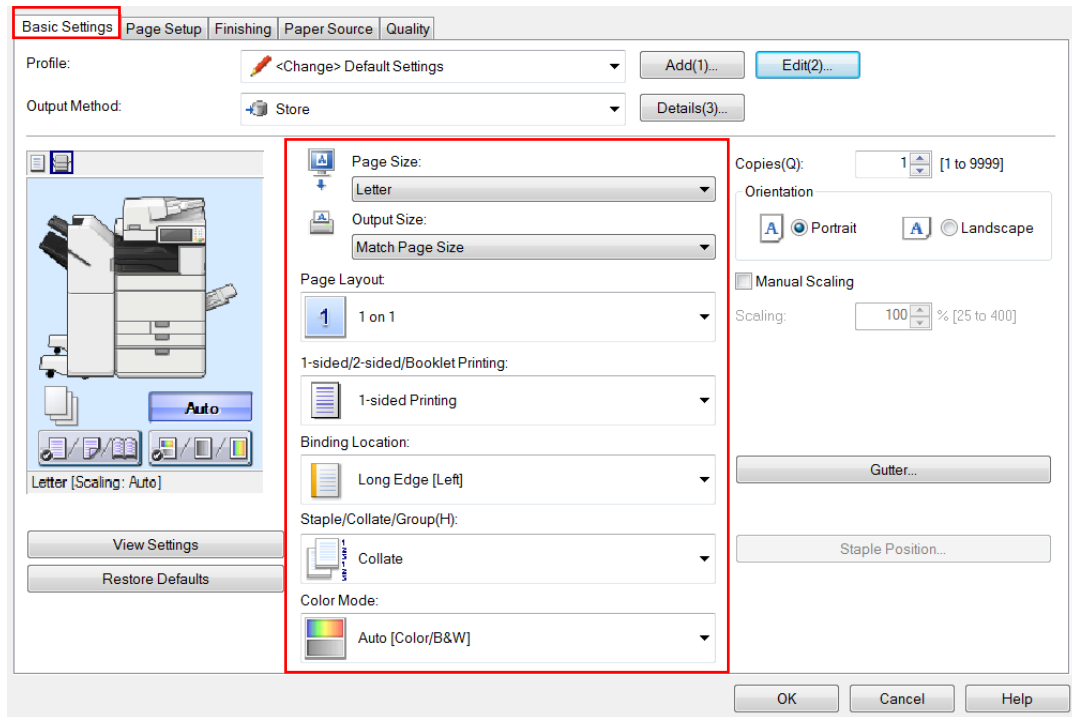 Basic Settings Page Setup Finishing Paper Source Quality
Profile: <Change> Default Settings Add(1)... Edit(2)...
Output Method: Store Details(3)...
Page Size:
Letter
Output Size:
Match Page Size
Page Layout:
1 1 on 1
1-sided/2-sided/Booklet Printing:
1-sided Printing
Binding Location:
Long Edge [Left]
Staple/Collate/Group(H):
Collate
Color Mode:
Auto [Color/B&W]
Auto
Letter [Scaling: Auto]
View Settings
Restore Defaults
Copies(Q): 1 [1 to 9999]
Orientation
A Portrait A Landscape
Manual Scaling
Scaling: 100 % [25 to 400]
Gutter...
Staple Position...
OK Cancel Help